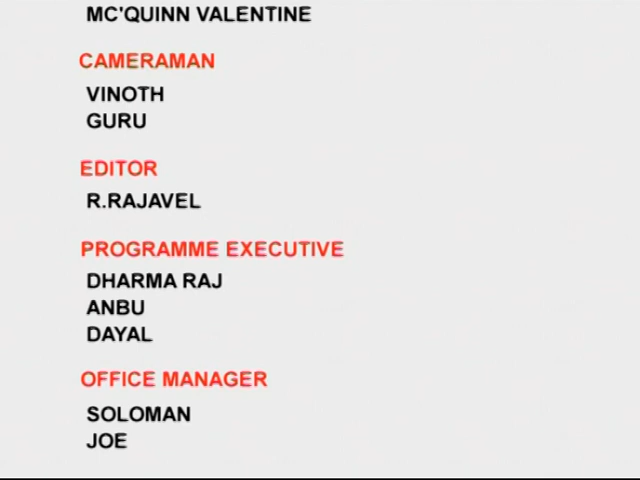 MC'QUINN VALENTINE
CAMERAMAN
VINOTH
GURU
EDITOR
R.RAJAVEL
PROGRAMME EXECUTIVE
DHARMA RAJ
ANBU
DAYAL
OFFICE MANAGER
SOLOMAN
JOE